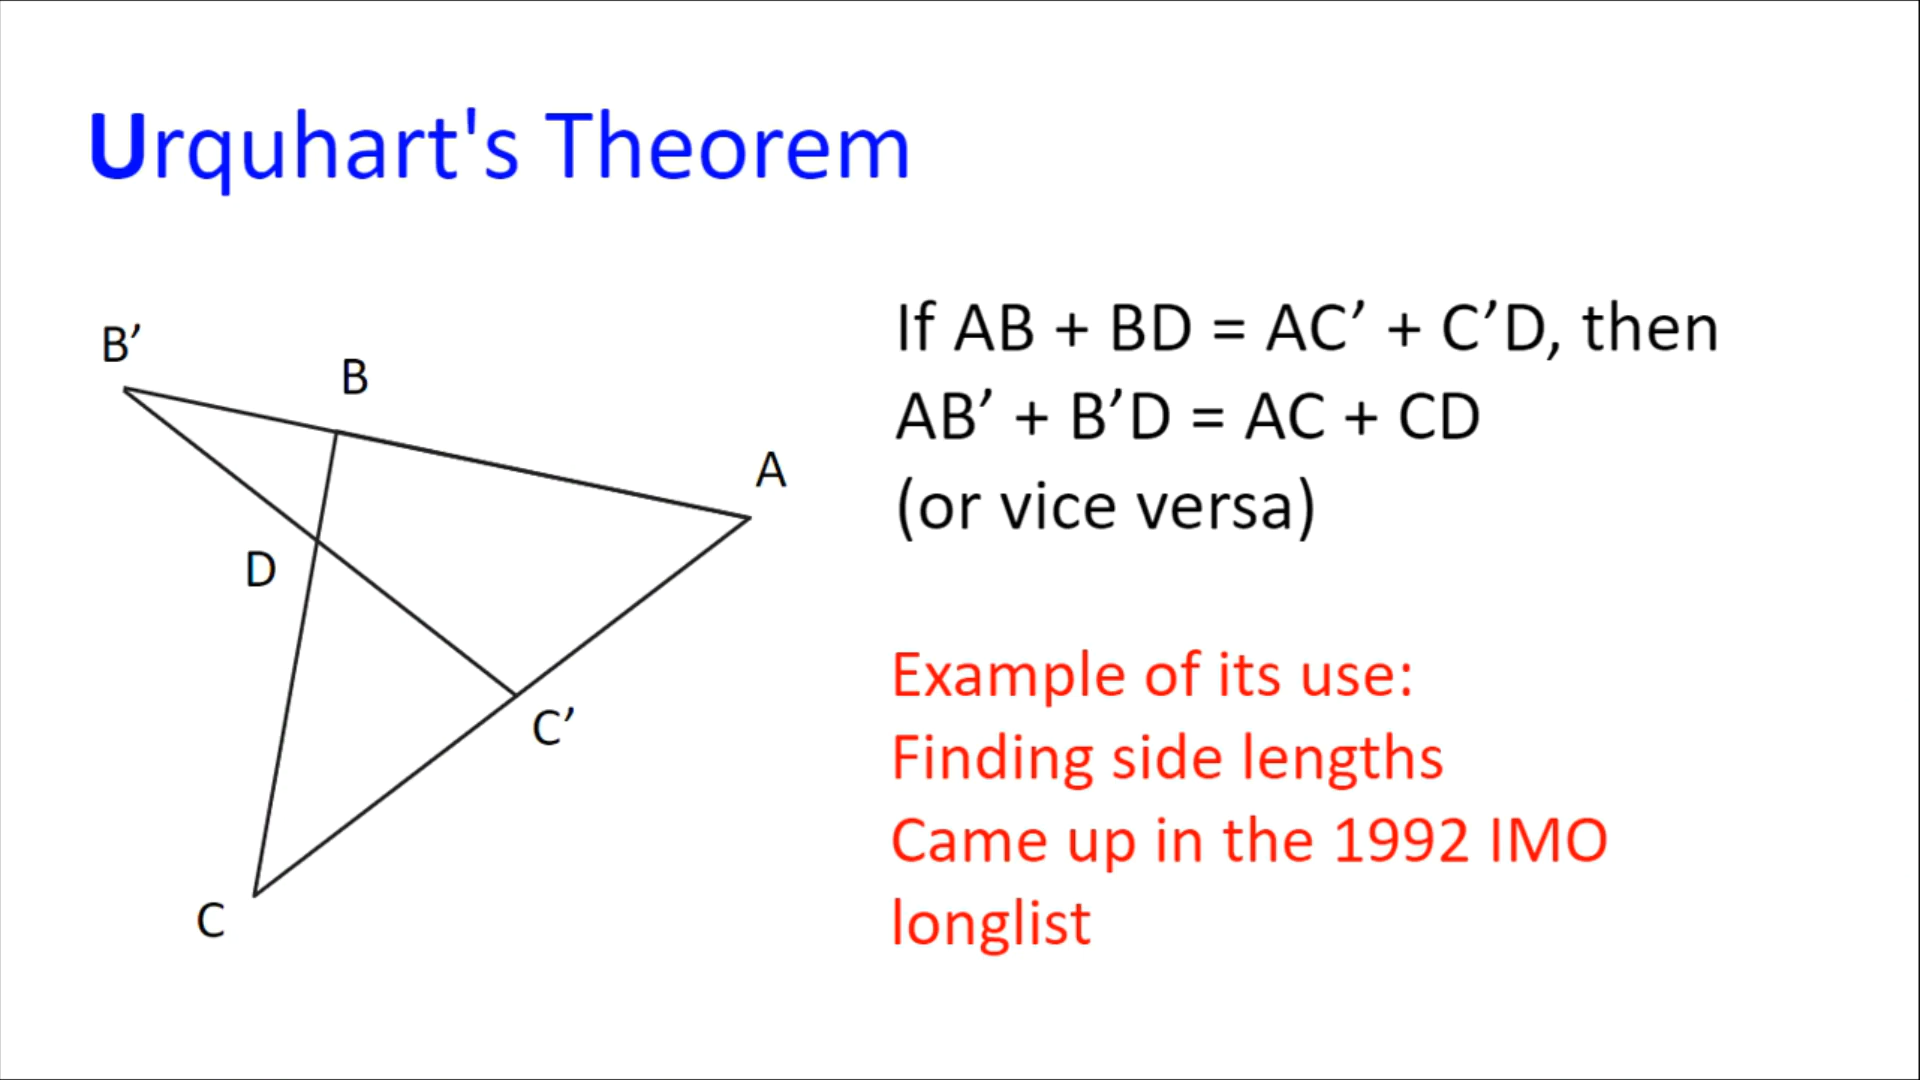 Urquhart's Theorem
B’
B
A
D
C’
C
If AB + BD = AC’ + C’D, then
AB’ + B’D = AC + CD
(or vice versa)
Example of its use:
Finding side lengths
Came up in the 1992 IMO
longlist